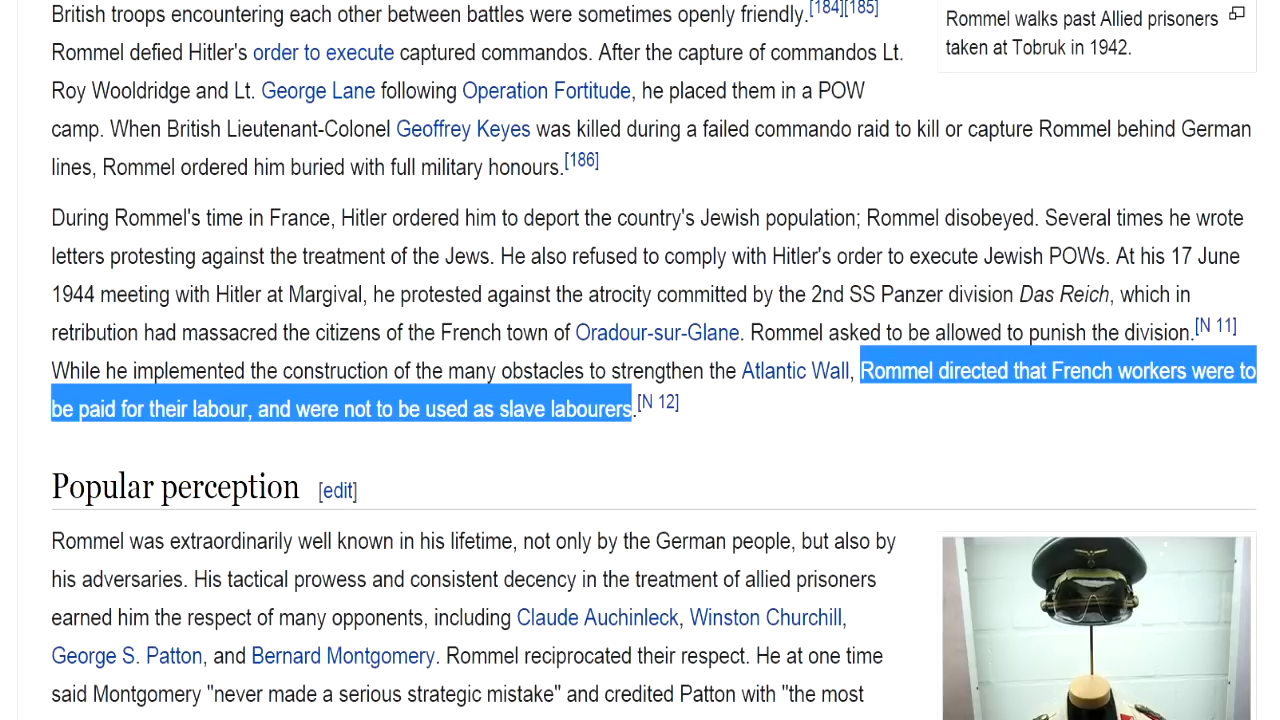 British troops encountering each other between battles were sometimes openly friendly.[184][185]
Rommel defied Hitler's order to execute captured commandos. After the capture of commandos Lt.
Roy Wooldridge and Lt. George Lane following Operation Fortitude, he placed them in a POW
camp. When British Lieutenant-Colonel Geoffrey Keyes was killed during a failed commando raid to kill or capture Rommel behind German
lines, Rommel ordered him buried with full military honours.[186]
Rommel walks past Allied prisoners
taken at Tobruk in 1942.
During Rommel's time in France, Hitler ordered him to deport the country's Jewish population; Rommel disobeyed. Several times he wrote
letters protesting against the treatment of the Jews. He also refused to comply with Hitler's order to execute Jewish POWs. At his 17 June
1944 meeting with Hitler at Margival, he protested against the atrocity committed by the 2nd SS Panzer division Das Reich, which in
retribution had massacred the citizens of the French town of Oradour-sur-Glane. Rommel asked to be allowed to punish the division.[N 11]
While he implemented the construction of the many obstacles to strengthen the Atlantic Wall, Rommel directed that French workers were to
be paid for their labour, and were not to be used as slave labourers.[N 12]
Popular perception [edit]
Rommel was extraordinarily well known in his lifetime, not only by the German people, but also by
his adversaries. His tactical prowess and consistent decency in the treatment of allied prisoners
earned him the respect of many opponents, including Claude Auchinleck, Winston Churchill,
George S. Patton, and Bernard Montgomery. Rommel reciprocated their respect. He at one time
said Montgomery "never made a serious strategic mistake" and credited Patton with "the most